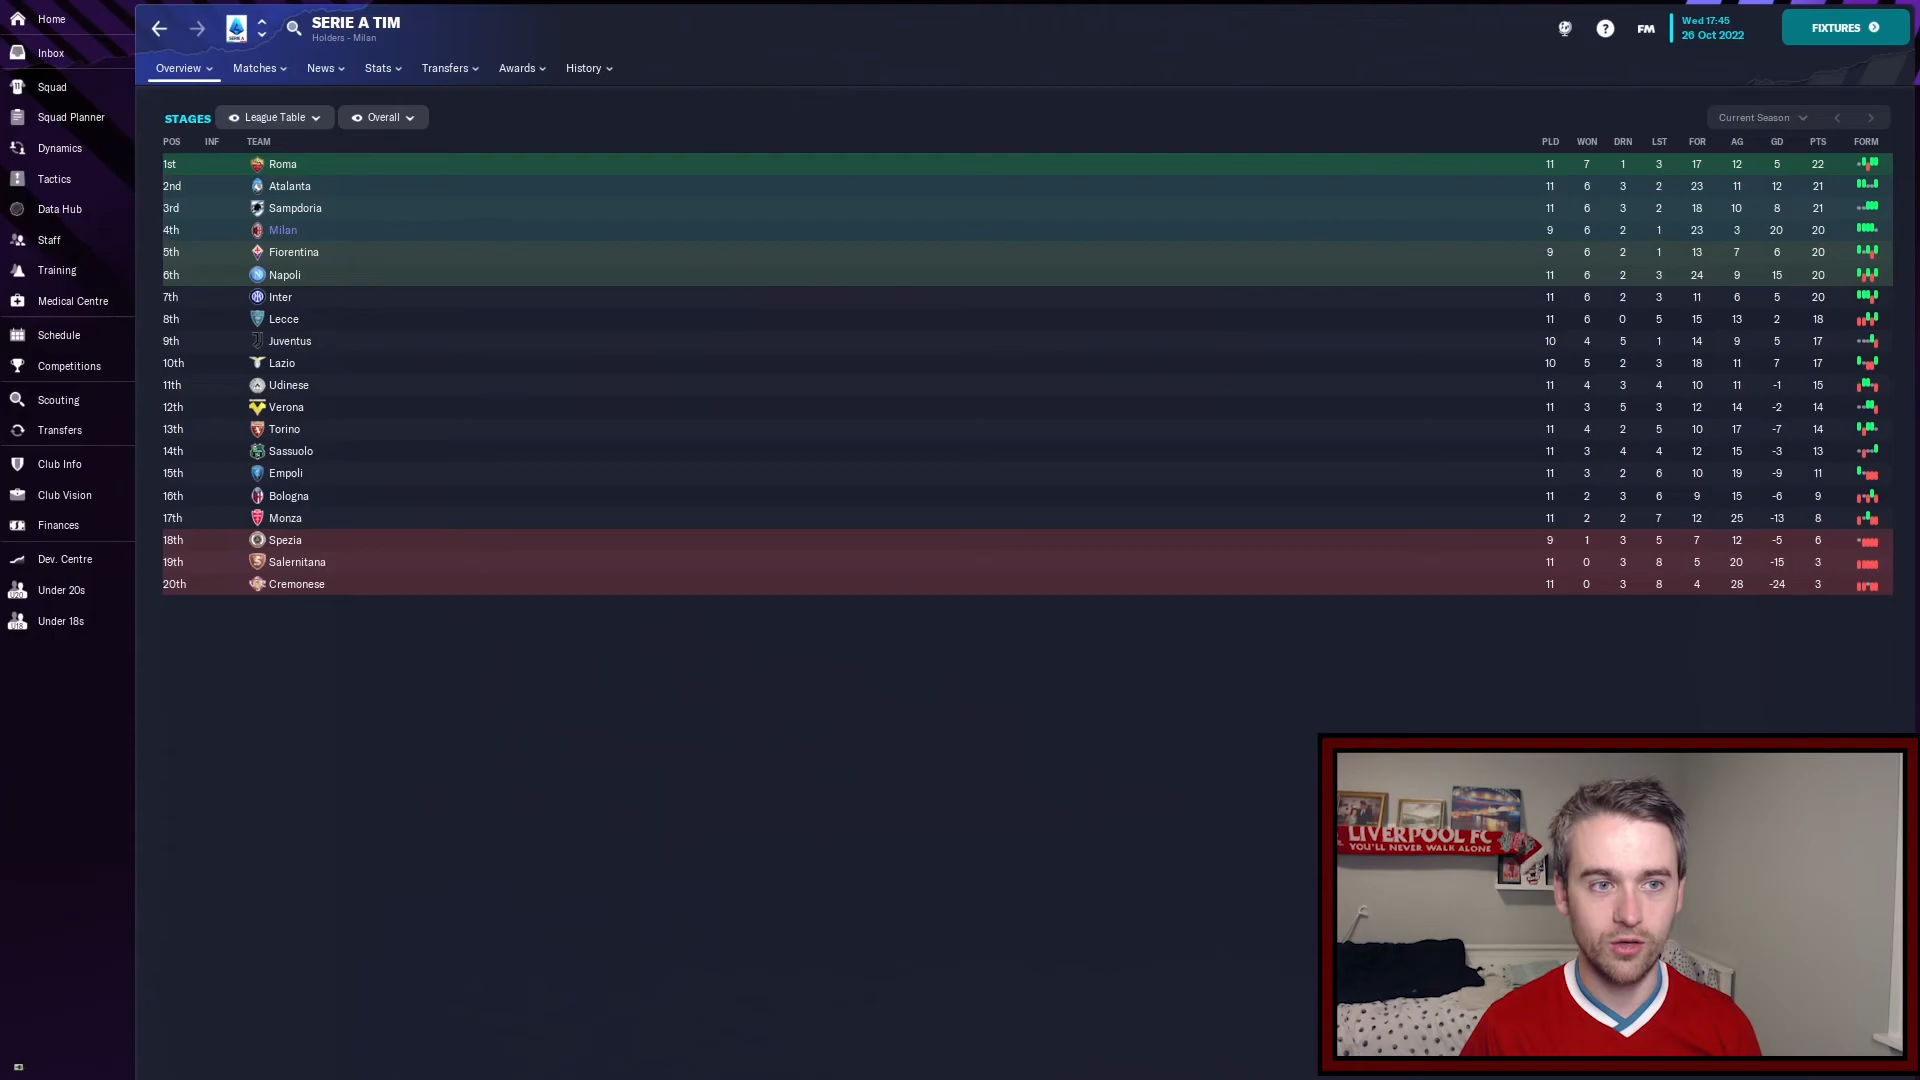 Home
Inbox
Squad
Squad Planner
Dynamics
Tactics
Data Hub
Staff
Training
Medical Centre
Schedule
Competitions
Scouting
Transfers
Club Info
Club Vision
Finances
Dev. Centre
U20 Under 20s
U18 Under 18s
SERIE A TIM
Holders - Milan
FM
Wed 17:45
26 Oct 2022
FIXTURES
Overview Matches News Stats Transfers Awards History
STAGES League Table Overall Current Season
POS INF TEAM PLD WON DRN LST FOR AG GD PTS FORM
1st Roma 11 7 1 3 17 12 5 22
2nd Atalanta 11 6 3 2 23 11 12 21
3rd Sampdoria 11 6 3 2 18 10 8 21
4th Milan 9 6 2 1 23 3 20 20
5th Fiorentina 9 6 2 1 13 7 6 20
6th Napoli 11 6 2 3 24 9 15 20
7th Inter 11 6 2 3 11 6 5 20
8th Lecce 11 6 0 5 15 13 2 18
9th Juventus 10 4 5 1 14 9 5 17
10th Lazio 10 5 2 3 18 11 7 17
11th Udinese 11 4 3 4 10 11 -1 15
12th Verona 11 3 5 3 12 14 -2 14
13th Torino 11 4 2 5 10 17 -7 14
14th Sassuolo 11 3 4 4 12 15 -3 13
15th Empoli 11 3 2 6 10 19 -9 11
16th Bologna 11 2 3 6 9 15 -6 9
17th Monza 11 2 2 7 12 25 -13 8
18th Spezia 9 1 3 5 7 12 -5 6
19th Salernitana 11 0 3 8 5 20 -15 3
20th Cremonese 11 0 3 8 4 28 -24 3
LIVERPOOL FC
YOU'LL NEVER WALK ALONE